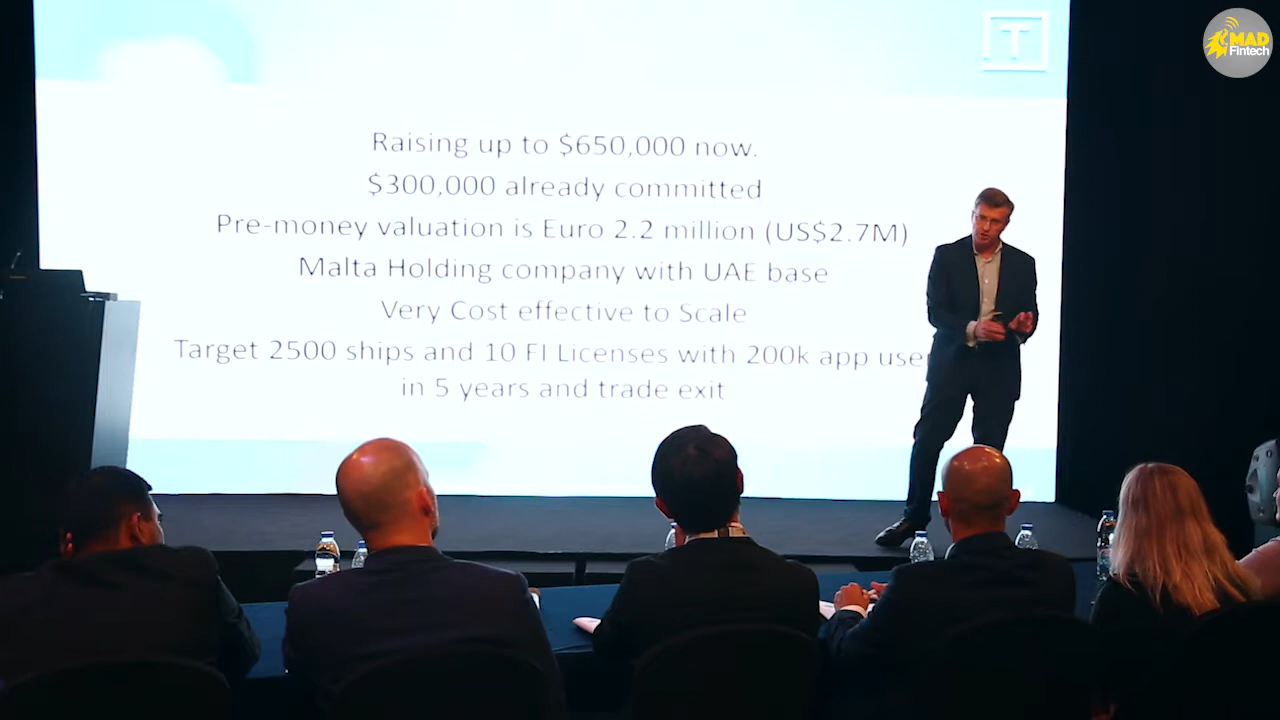 T
MAD
Fintech
Raising up to $650,000 now.
$300,000 already committed
Pre-money valuation is Euro 2.2 million (US$2.7M)
Malta Holding company with UAE base
Very Cost effective to Scale
Target 2500 ships and 10 FI Licenses with 200k app use
in 5 years and trade exit